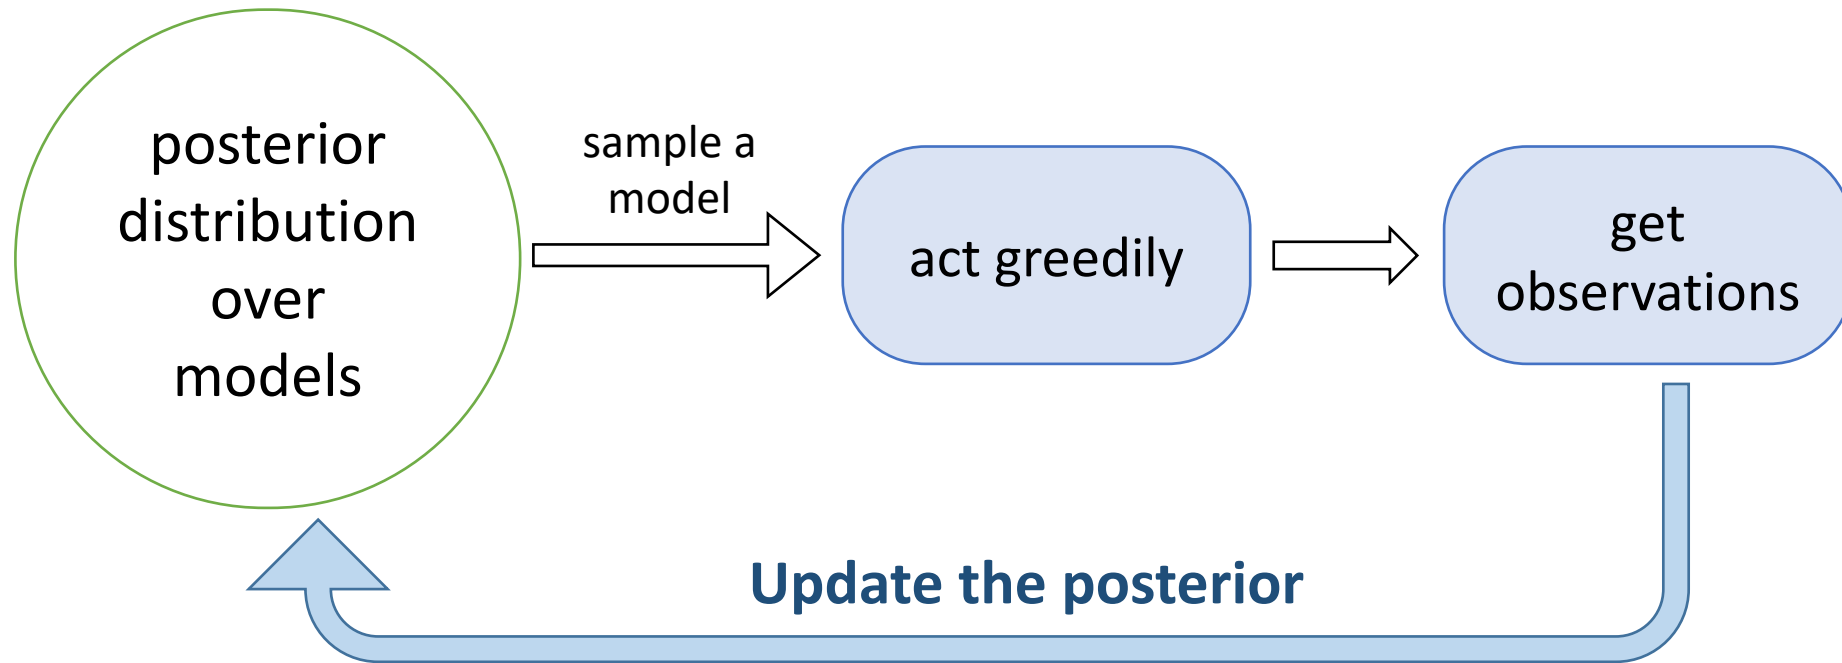 posterior
distribution
over
models
sample a
model
act greedily
get
observations
Update the posterior